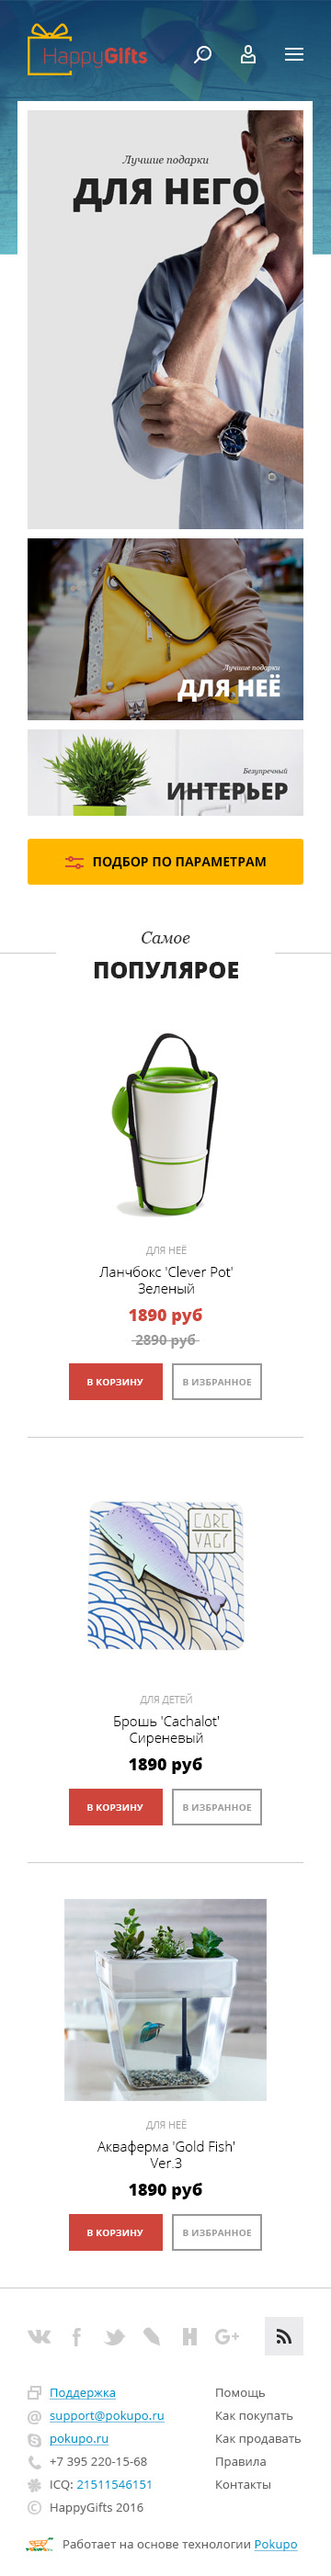 HappyGifts
Лучшие подарки
ДЛЯ НЕГО
Лучшие подарки
ДЛЯ НЕЁ
Безупречный
ИНТЕРЬЕР
ПОДБОР ПО ПАРАМЕТРАМ
Самое
ПОПУЛЯРОЕ
ДЛЯ НЕЁ
Ланчбокс 'Clever Pot'
Зеленый
1890 руб
2890 руб
В КОРЗИНУ В ИЗБРАННОЕ
CARE
VAGI
ДЛЯ ДЕТЕЙ
Брошь 'Cachalot'
Сиреневый
1890 руб
В КОРЗИНУ В ИЗБРАННОЕ
ДЛЯ НЕЁ
Акваферма 'Gold Fish'
Ver.3
1890 руб
В КОРЗИНУ В ИЗБРАННОЕ
Поддержка Помощь
support@pokupo.ru Как покупать
pokupo.ru Как продавать
+7 395 220-15-68 Правила
ICQ: 21511546151 Контакты
© HappyGifts 2016
Работает на основе технологии Pokupo